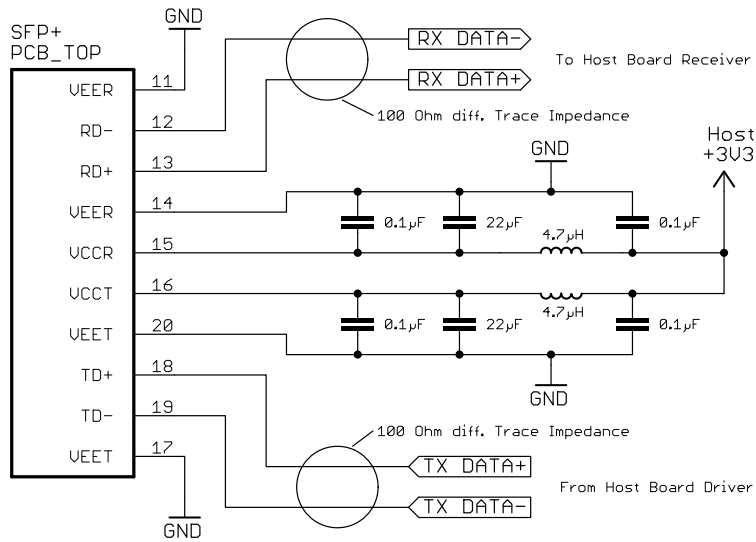 GND
SFP+
PCB_TOP
VEER 11
RX DATA-
RX DATA+
To Host Board Receiver
RD- 12
100 Ohm diff. Trace Impedance
RD+ 13
GND
Host
+3V3
VEER 14
0.1µF
22µF
4.7µH
0.1µF
VCCR 15
VCCT 16
4.7µH
0.1µF
22µF
0.1µF
VEET 20
TD+ 18
GND
TD- 19
100 Ohm diff. Trace Impedance
VEET 17
TX DATA+
TX DATA-
From Host Board Driver
GND